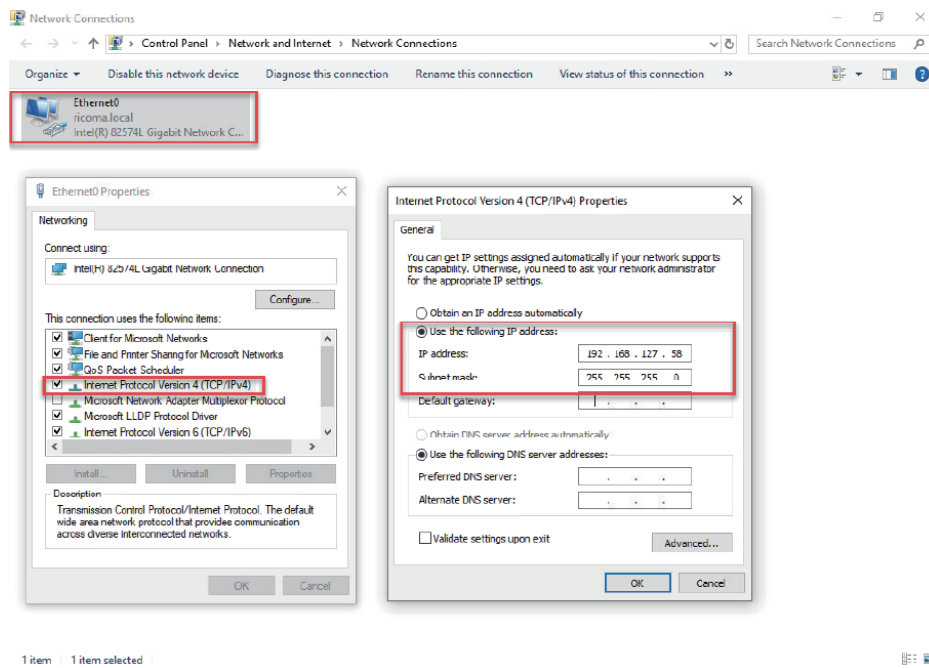 Network Connections
Control Panel > Network and Internet > Network Connections
Search Network Connections
Organize Disable this network device Diagnose this connection Rename this connection View status of this connection »
Ethernet0
ricoma.local
Intel(R) 82574L Gigabit Network C...
Ethernet0 Properties
Networking
Connect using:
Intel(R) 82574L Gigabit Network Connection
Configure...
This connection uses the following items:
Client for Microsoft Networks
File and Printer Sharing for Microsoft Networks
QoS Packet Scheduler
Internet Protocol Version 4 (TCP/IPv4)
Microsoft Network Adapter Multiplexor Protocol
Microsoft LLDP Protocol Driver
Internet Protocol Version 6 (TCP/IPv6)
Install... Uninstall Properties
Description
Transmission Control Protocol/Internet Protocol. The default
wide area network protocol that provides communication
across diverse interconnected networks.
OK Cancel
Internet Protocol Version 4 (TCP/IPv4) Properties
General
You can get IP settings assigned automatically if your network supports
this capability. Otherwise, you need to ask your network administrator
for the appropriate IP settings.
Obtain an IP address automatically
Use the following IP address:
IP address: 192 . 168 . 127 . 58
Subnet mask: 255 . 255 . 255 . 0
Default gateway: . . .
Obtain DNS server address automatically
Use the following DNS server addresses:
Preferred DNS server: . . .
Alternate DNS server: . . .
Validate settings upon exit
Advanced...
OK Cancel
1 item 1 item selected